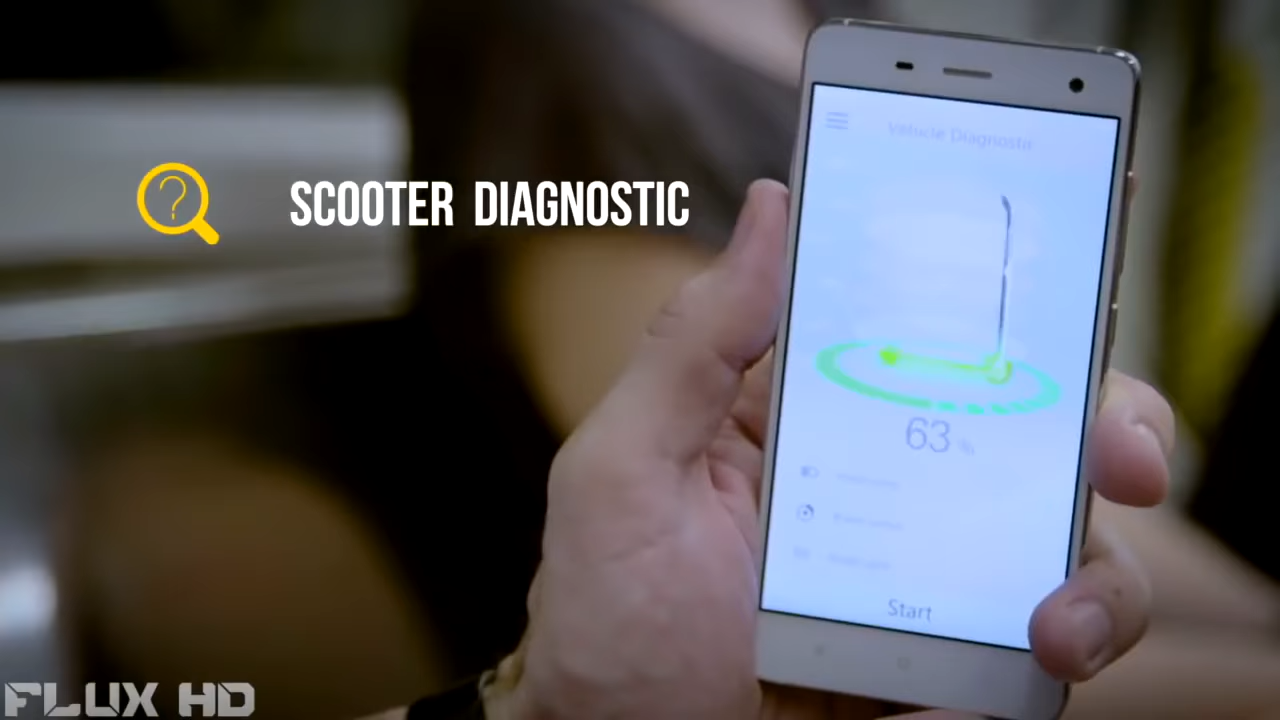 ?
SCOOTER DIAGNOSTIC
Vehicle Diagnostic
63 %
Start
FLUX HD